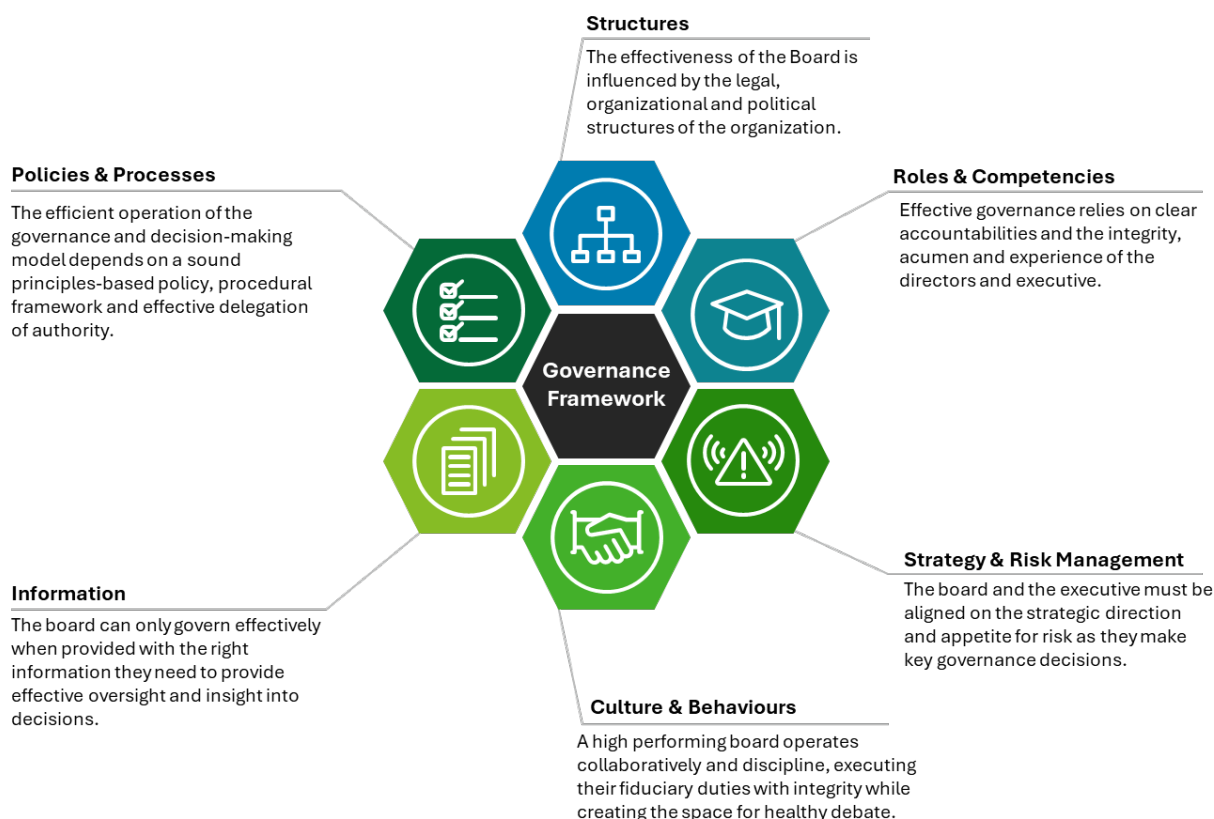 Structures
The effectiveness of the Board is
influenced by the legal,
organizational and political
structures of the organization.
Policies & Processes
The efficient operation of the
governance and decision-making
model depends on a sound
principles-based policy, procedural
framework and effective delegation
of authority.
Roles & Competencies
Effective governance relies on clear
accountabilities and the integrity,
acumen and experience of the
directors and executive.
Governance
Framework
Information
The board can only govern effectively
when provided with the right
information they need to provide
effective oversight and insight into
decisions.
Strategy & Risk Management
The board and the executive must be
aligned on the strategic direction
and appetite for risk as they make
key governance decisions.
Culture & Behaviours
A high performing board operates
collaboratively and discipline, executing
their fiduciary duties with integrity while
creating the space for healthy debate.